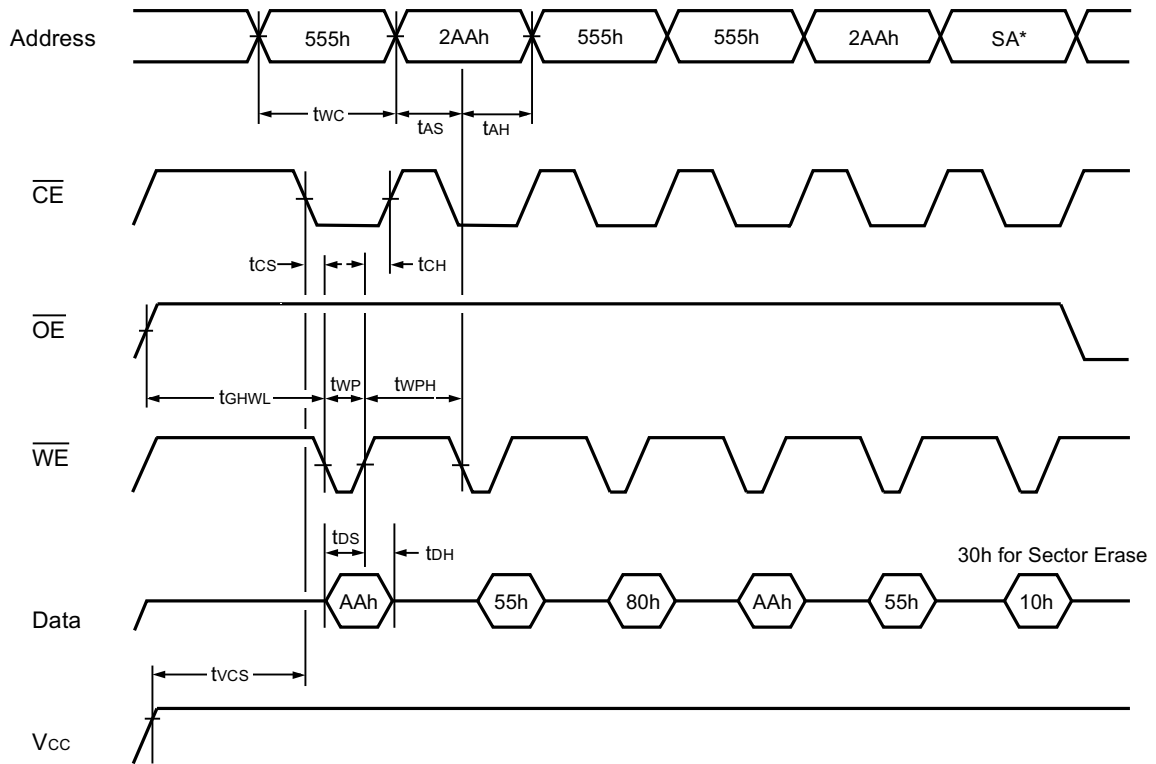 Address 555h 2AAh 555h 555h 2AAh SA*
tWC tAS tAH
CE
tCS tCH
OE
tGHWL tWP tWPH
WE
tDS tDH
30h for Sector Erase
Data AAh 55h 80h AAh 55h 10h
tVCS
VCC